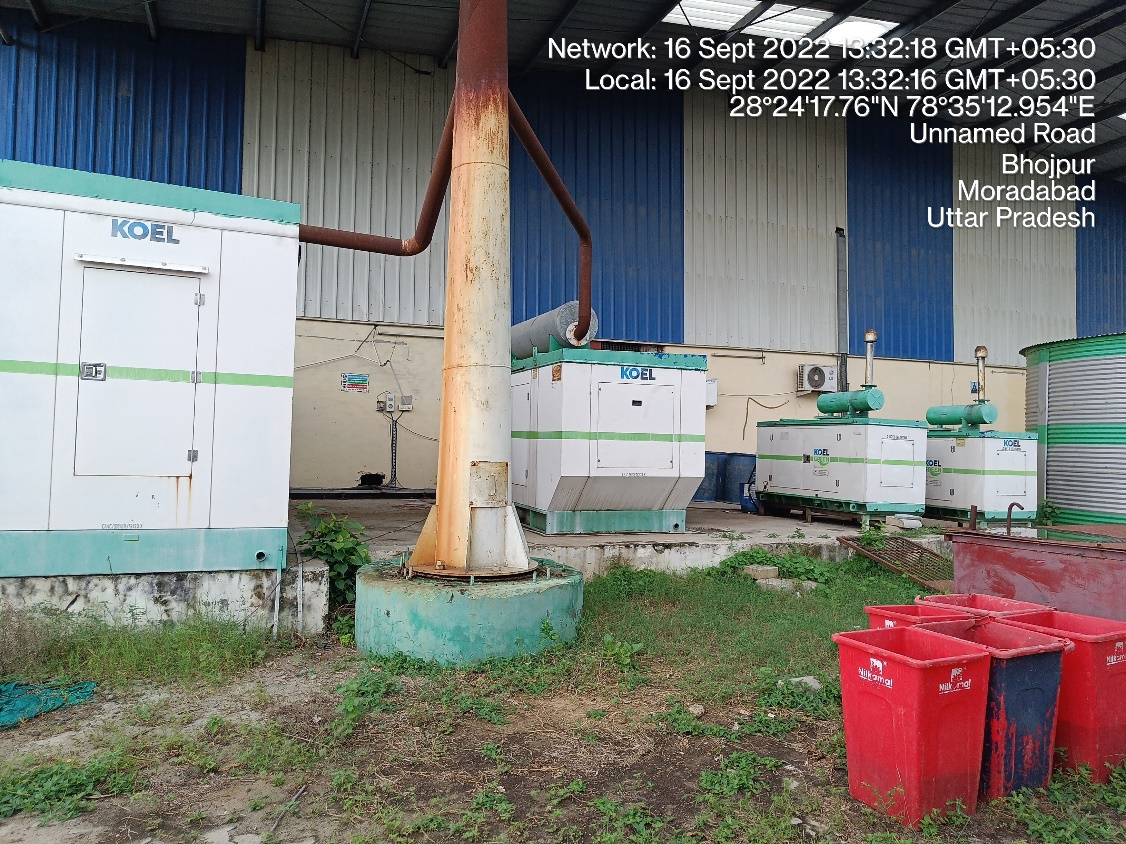 Network: 16 Sept 2022 13:32:18 GMT+05:30
Local: 16 Sept 2022 13:32:16 GMT+05:30
28°24'17.76"N 78°35'12.954"E
Unnamed Road
Bhojpur
Moradabad
Uttar Pradesh
KOEL
KOEL
KOEL
KOEL
KOEL
Nilkamal
Nilkamal
Nilkamal